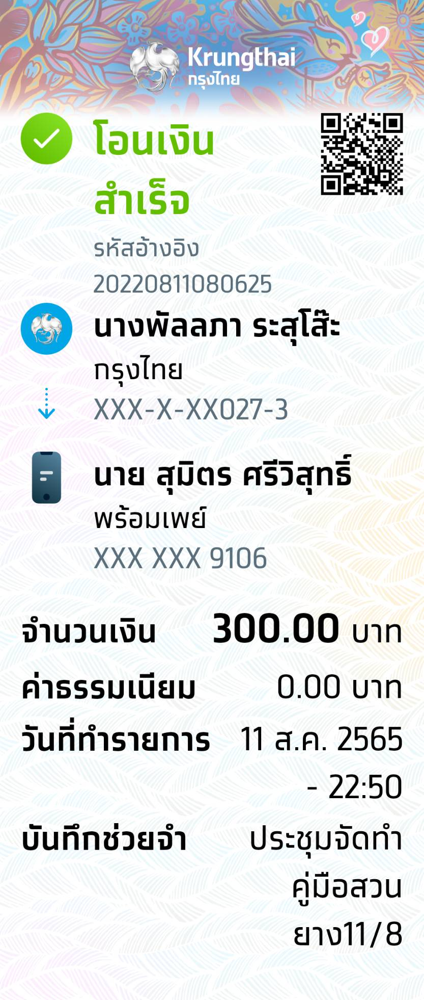 Krungthai
กรุงไทย
โอนเงิน
สำเร็จ
รหัสอ้างอิง
20220811080625
นางพัลลภา ระสุโส๊ะ
กรุงไทย
XXX-X-XX027-3
นาย สุมิตร ศรีวิสุทธิ์
พร้อมเพย์
XXX XXX 9106
จำนวนเงิน 300.00 บาท
ค่าธรรมเนียม 0.00 บาท
วันที่ทำรายการ 11 ส.ค. 2565
- 22:50
บันทึกช่วยจำ ประชุมจัดทำ
คู่มือสวน
ยาง11/8